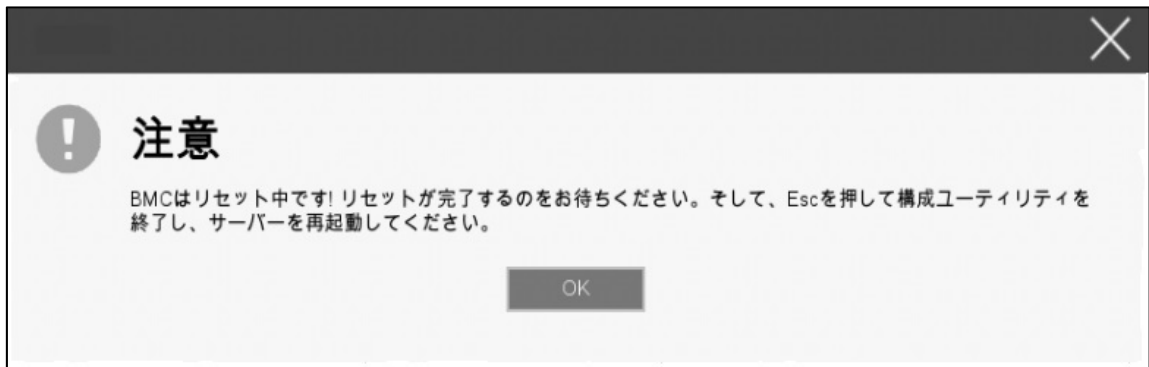 注意
BMCはリセット中です! リセットが完了するのをお待ちください。そして、Escを押して構成ユーティリティを
終了し、サーバーを再起動してください。
OK